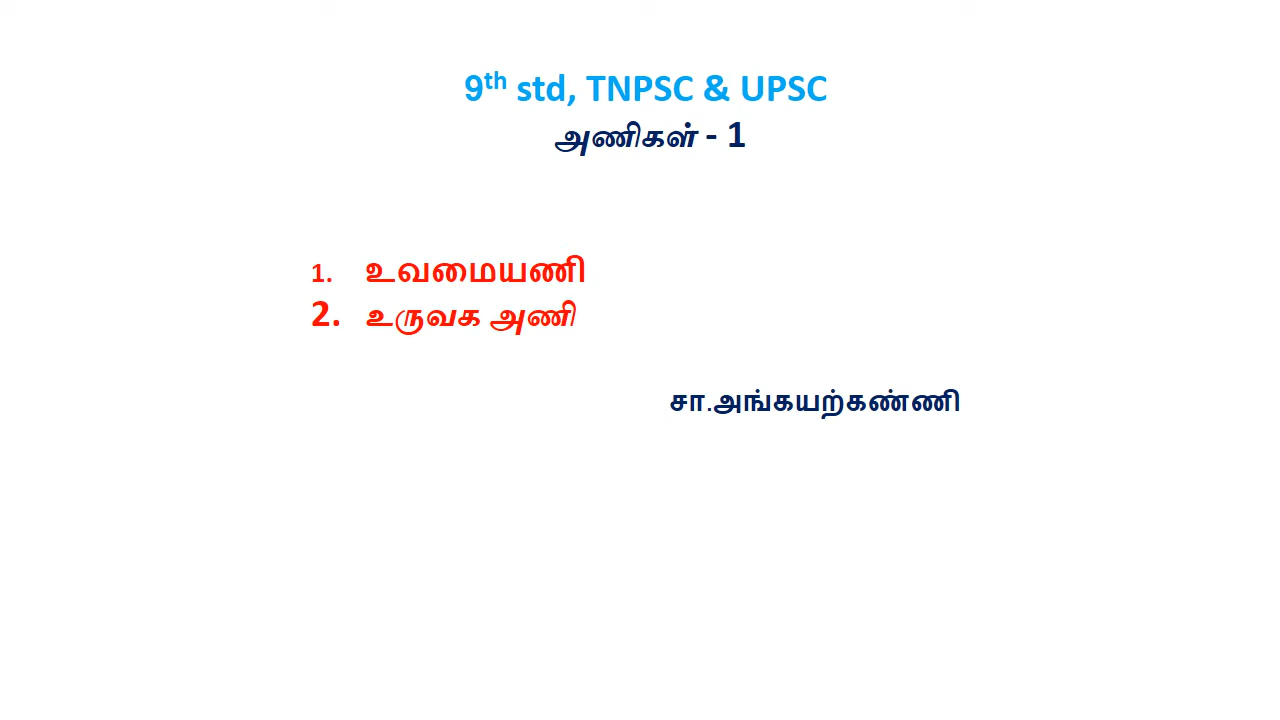 9th std, TNPSC & UPSC
அணிகள் - 1
1. உவமையணி
2. உருவக அணி
சா.அங்கயற்கண்ணி